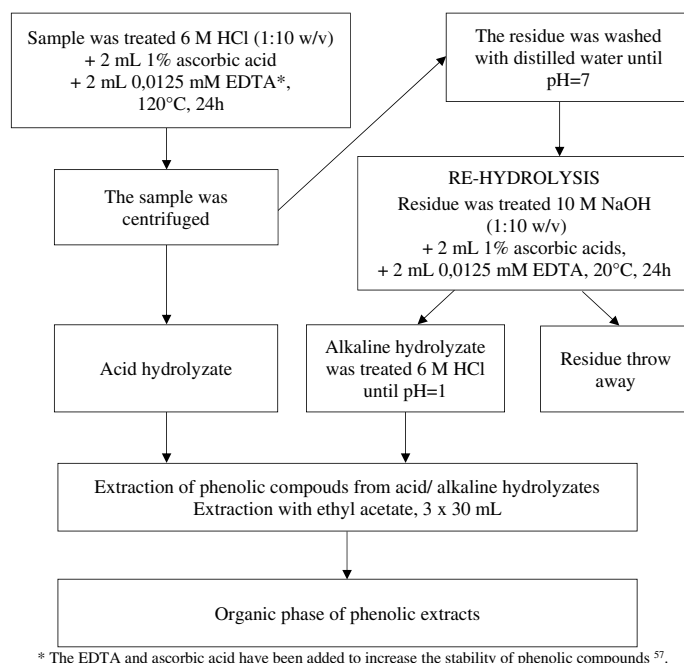 Sample was treated 6 M HCl (1:10 w/v)
+ 2 mL 1% ascorbic acid
+ 2 mL 0,0125 mM EDTA*,
120°C, 24h
The residue was washed
with distilled water until
pH=7
The sample was
centrifuged
RE-HYDROLYSIS
Residue was treated 10 M NaOH
(1:10 w/v)
+ 2 mL 1% ascorbic acids,
+ 2 mL 0,0125 mM EDTA, 20°C, 24h
Acid hydrolyzate
Alkaline hydrolyzate
was treated 6 M HCl
until pH=1
Residue throw
away
Extraction of phenolic compouds from acid/ alkaline hydrolyzates
Extraction with ethyl acetate, 3 x 30 mL
Organic phase of phenolic extracts
* The EDTA and ascorbic acid have been added to increase the stability of phenolic compounds 57.